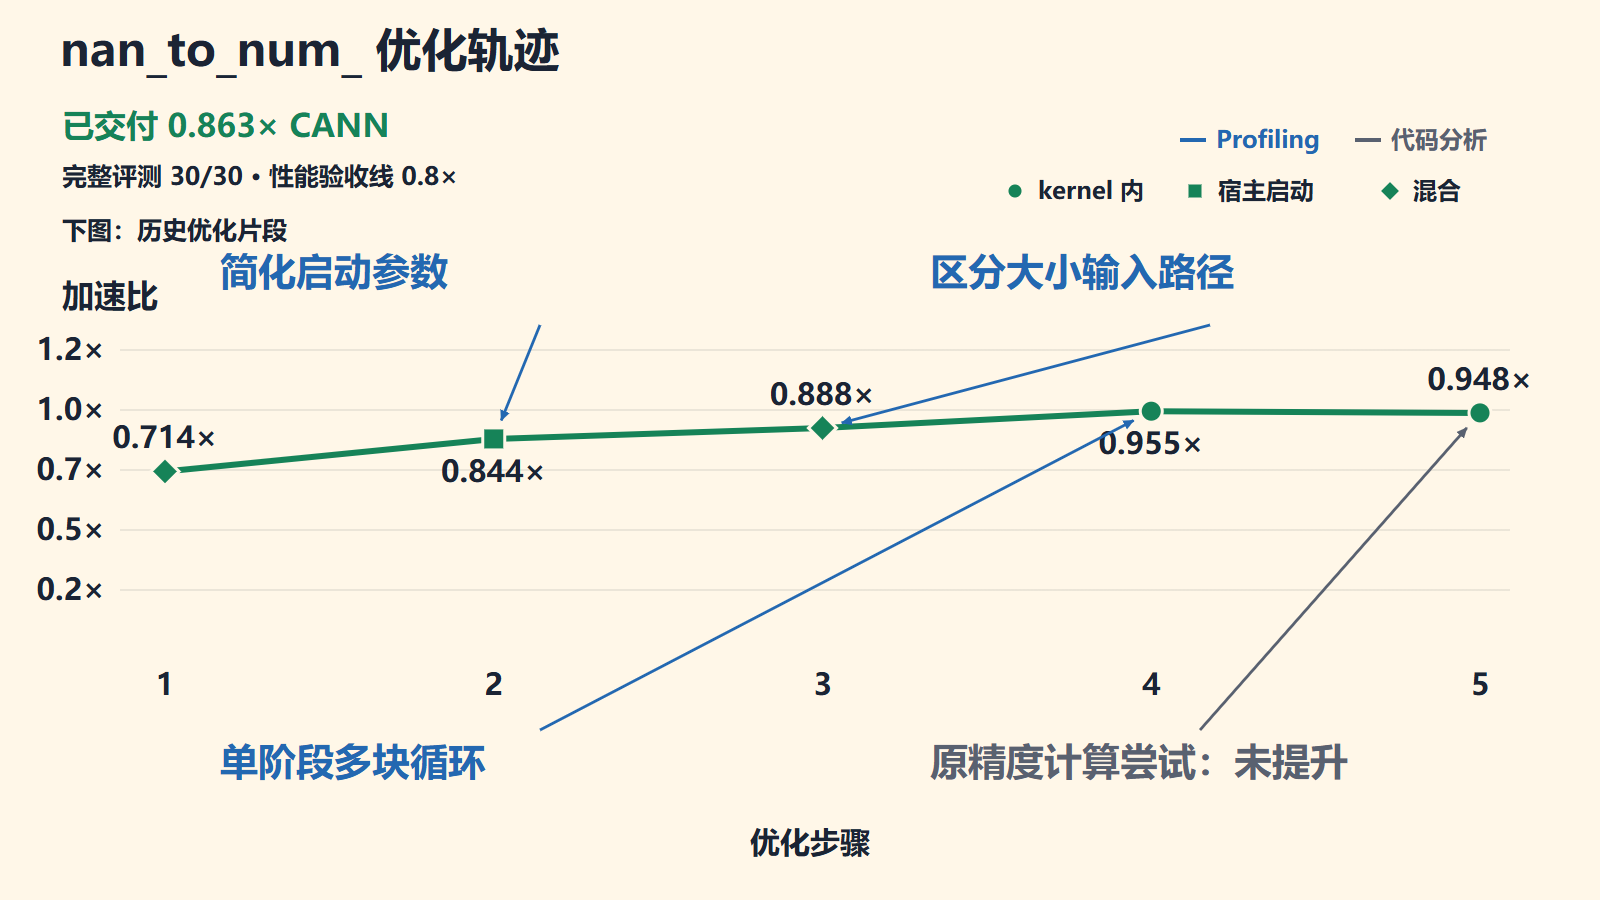 nan_to_num_ 优化轨迹
已交付 0.863× CANN
完整评测 30/30 · 性能验收线 0.8×
下图：历史优化片段
Profiling
代码分析
kernel 内
宿主启动
混合
简化启动参数
区分大小输入路径
加速比
1.2×
1.0×
0.7×
0.5×
0.2×
0.714×
0.844×
0.888×
0.955×
0.948×
1
2
3
4
5
单阶段多块循环
原精度计算尝试：未提升
优化步骤